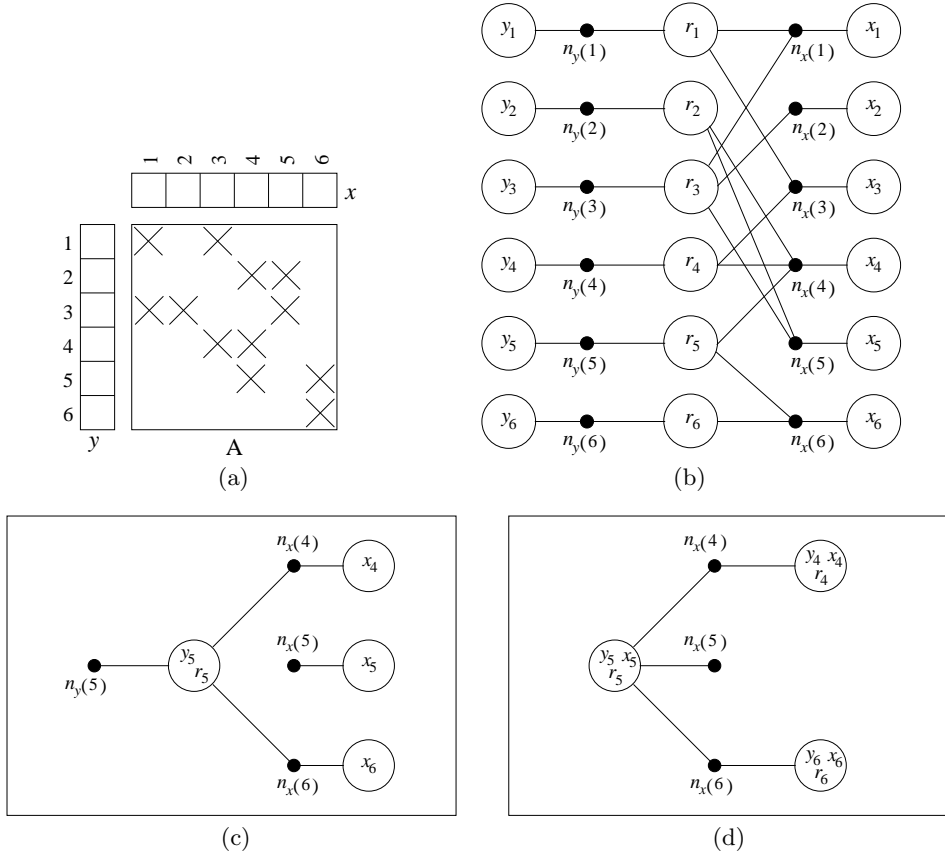 1 2 3 4 5 6
x
1
2
3
4
5
6
y
A
(a)
y1 ny(1) r1 nx(1) x1
y2 ny(2) r2 nx(2) x2
y3 ny(3) r3 nx(3) x3
y4 ny(4) r4 nx(4) x4
y5 ny(5) r5 nx(5) x5
y6 ny(6) r6 nx(6) x6
(b)
nx(4)
x4
nx(5)
y5
r5
x5
ny(5)
x6
nx(6)
(c)
nx(4)
y4 x4
r4
nx(5)
y5 x5
r5
y6 x6
r6
nx(6)
(d)